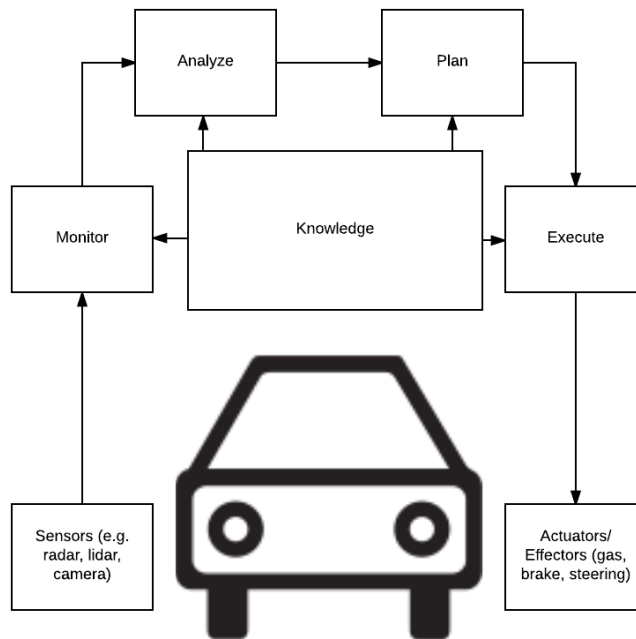 Analyze
Plan
Monitor
Knowledge
Execute
Sensors (e.g.
radar, lidar,
camera)
Actuators/
Effectors (gas,
brake, steering)